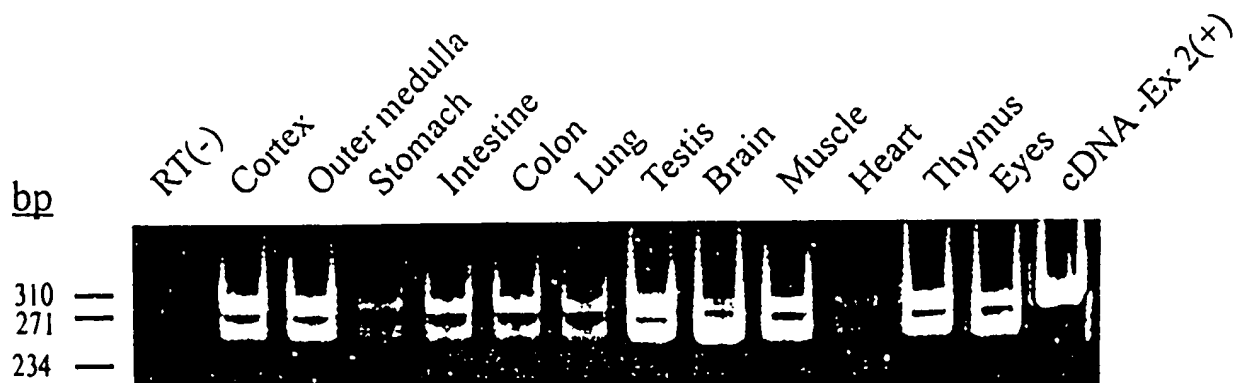 RT(-)
Cortex
Outer medulla
Stomach
Intestine
Colon
Lung
Testis
Brain
Muscle
Heart
Thymus
Eyes
cDNA-Ex 2(+)
bp
310
271
234